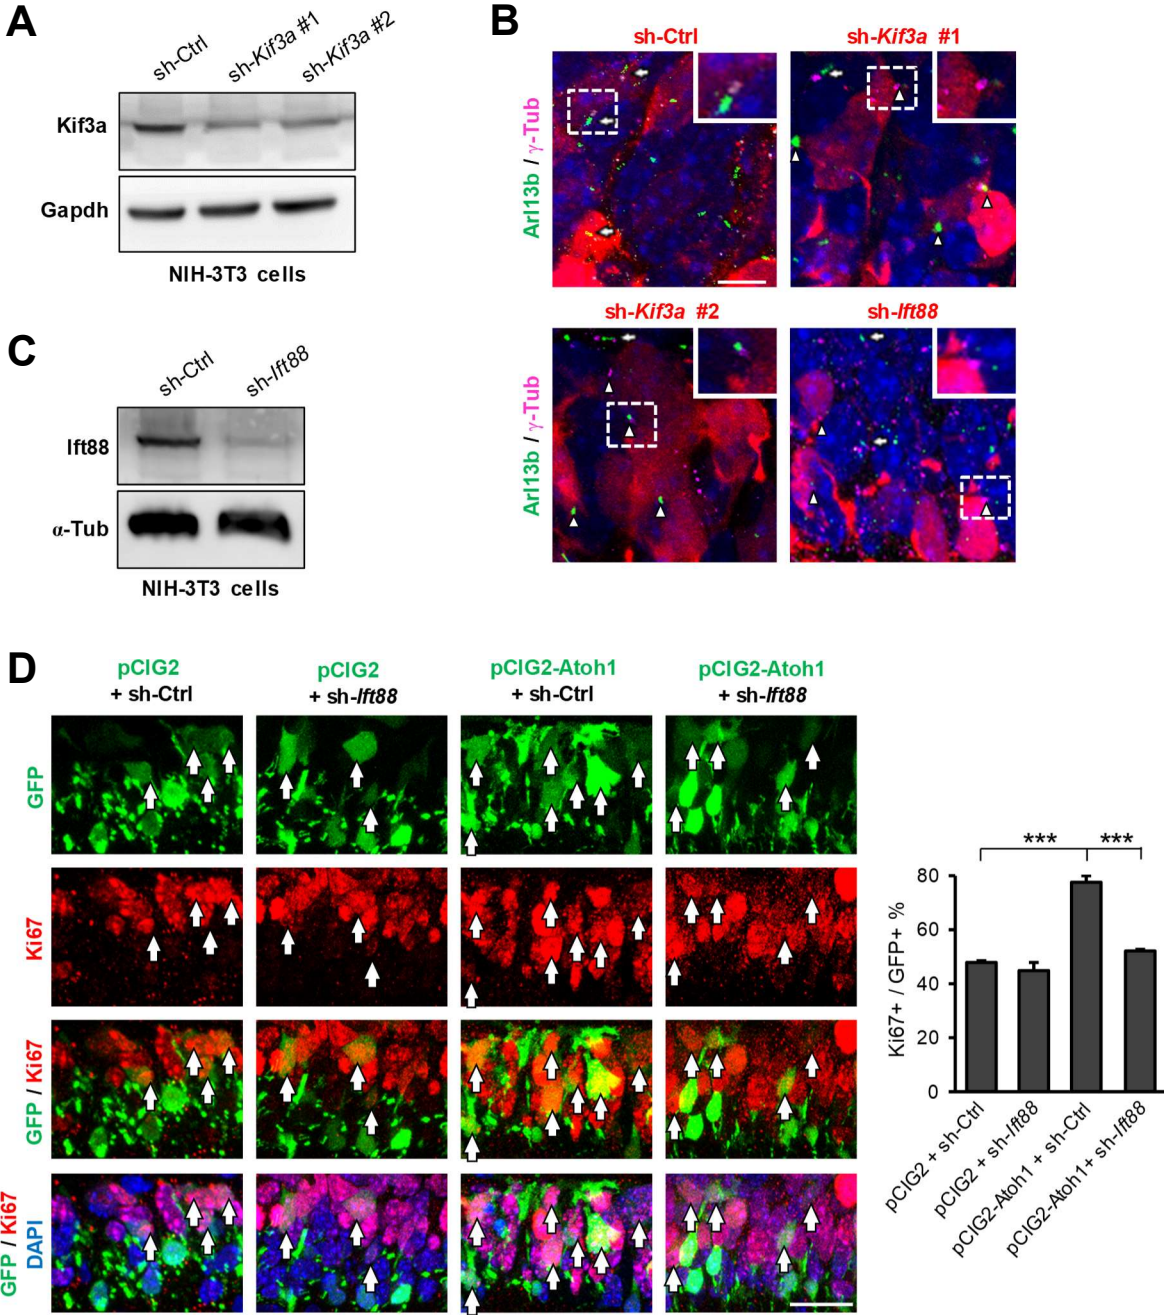 A
sh-Ctrl
sh-Kif3a #1
sh-Kif3a #2
Kif3a
Gapdh
NIH-3T3 cells
B
sh-Ctrl
sh-Kif3a #1
Arl13b / γ-Tub
sh-Kif3a #2
sh-Ift88
Arl13b / γ-Tub
C
sh-Ctrl
sh-Ift88
Ift88
α-Tub
NIH-3T3 cells
D
pCIG2
+ sh-Ctrl
pCIG2
+ sh-Ift88
pCIG2-Atoh1
+ sh-Ctrl
pCIG2-Atoh1
+ sh-Ift88
GFP
Ki67
GFP / Ki67
GFP / Ki67
DAPI
*** ***
Ki67+ / GFP+ %
80
60
40
20
0
pCIG2 + sh-Ctrl
pCIG2 + sh-Ift88
pCIG2-Atoh1 + sh-Ctrl
pCIG2-Atoh1 + sh-Ift88